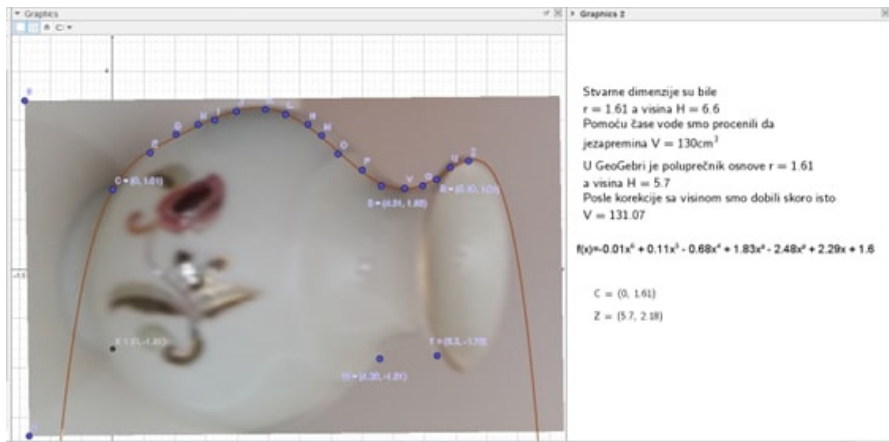 Graphics
Graphics 2
C = (0, 1.61)
Stvarne dimenzije su bile
r = 1.61 a visina H = 6.6
Pomoću čase vode smo procenili da
jezapremina V = 130cm³
U GeoGebri je poluprečnik osnove r = 1.61
a visina H = 5.7
Posle korekcije sa visinom smo dobili skoro isto
V = 131.07
f(x)=-0.01x⁶ + 0.11x⁵ - 0.68x⁴ + 1.83x³ - 2.48x² + 2.29x + 1.6
C = (0, 1.61)
Z = (5.7, 2.18)